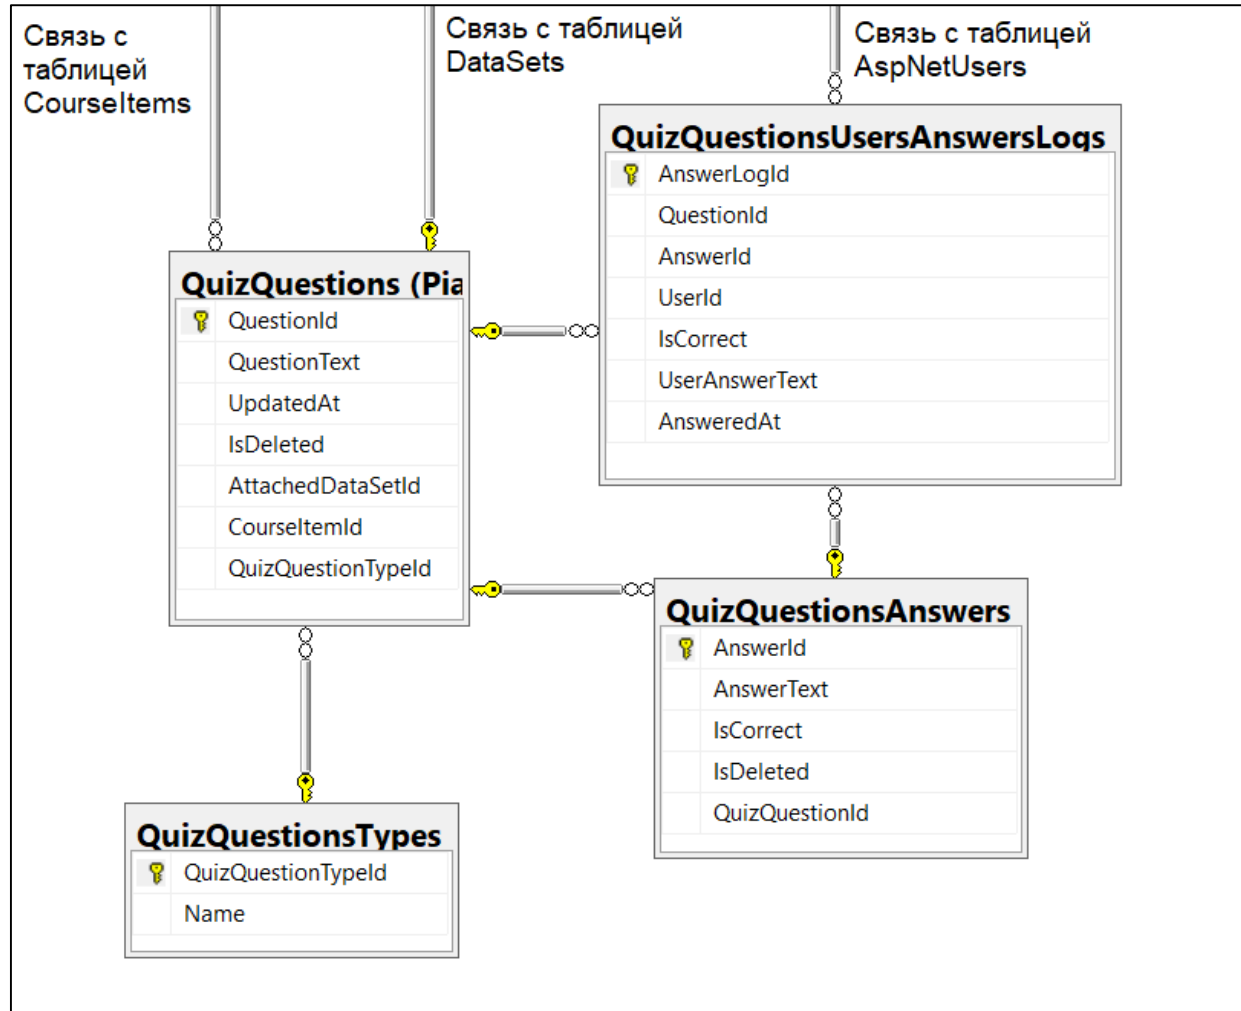 Связь с
таблицей
CourseItems
Связь с таблицей
DataSets
Связь с таблицей
AspNetUsers
QuizQuestionsUsersAnswersLogs
AnswerLogId
QuestionId
AnswerId
UserId
IsCorrect
UserAnswerText
AnsweredAt
QuizQuestions (Pia
QuestionId
QuestionText
UpdatedAt
IsDeleted
AttachedDataSetId
CourseItemId
QuizQuestionTypeId
QuizQuestionsAnswers
AnswerId
AnswerText
IsCorrect
IsDeleted
QuizQuestionId
QuizQuestionsTypes
QuizQuestionTypeId
Name